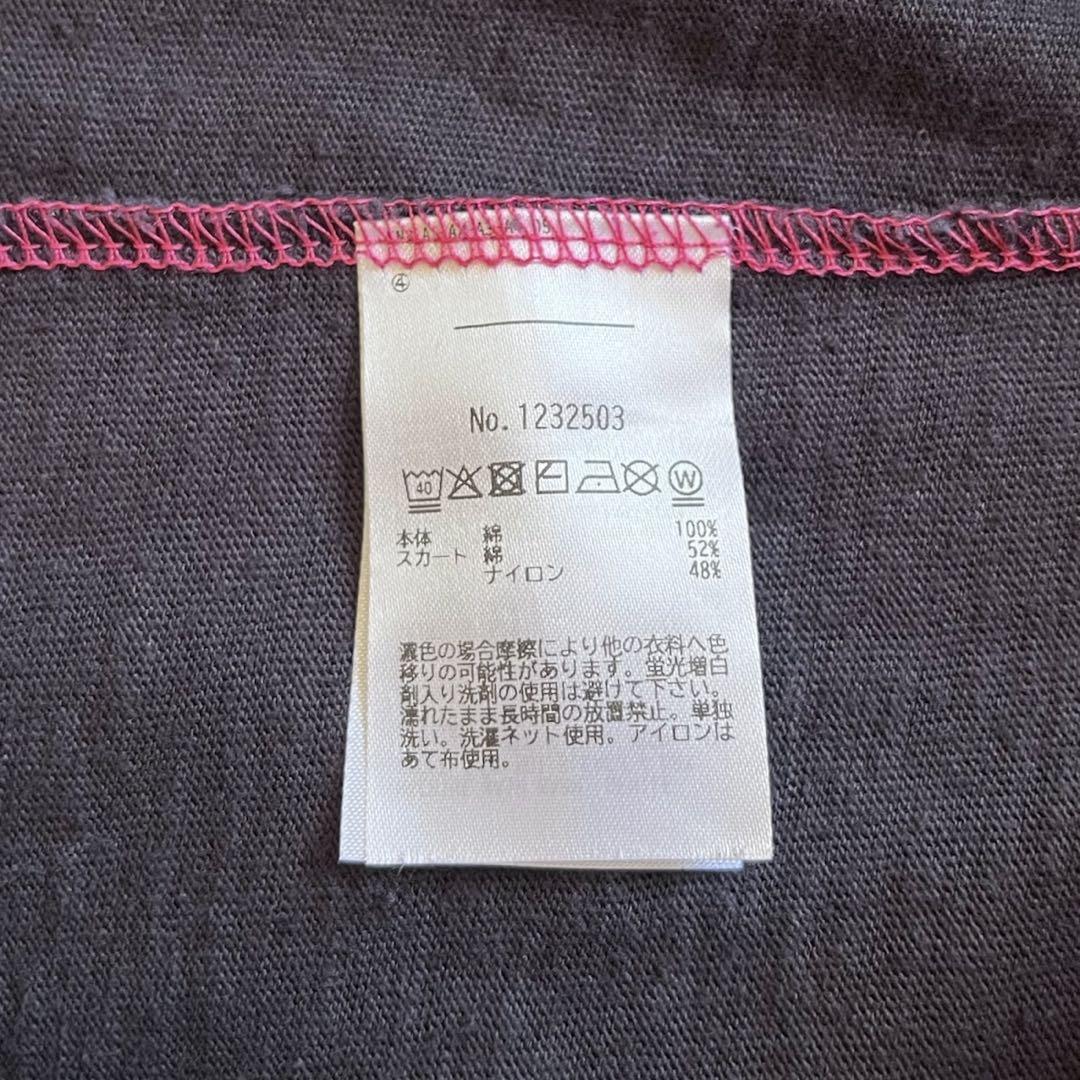 ④
No. 1232503
40 W
本体 綿 100%
スカート 綿 52%
ナイロン 48%
濃色の場合摩擦により他の衣料へ色
移りの可能性があります。蛍光増白
剤入り洗剤の使用は避けて下さい。
濡れたまま長時間の放置禁止。単独
洗い。洗濯ネット使用。アイロンは
あて布使用。